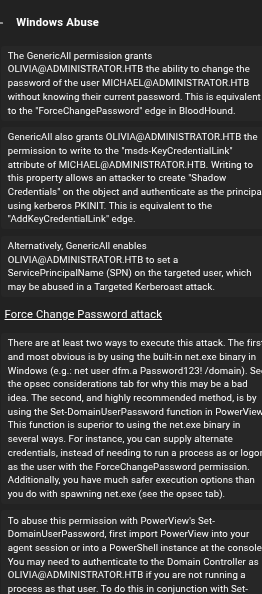 Windows Abuse
The GenericAll permission grants
OLIVIA@ADMINISTRATOR.HTB the ability to change the
password of the user MICHAEL@ADMINISTRATOR.HTB
without knowing their current password. This is equivalent
to the "ForceChangePassword" edge in BloodHound.
GenericAll also grants OLIVIA@ADMINISTRATOR.HTB the
permission to write to the "msds-KeyCredentialLink"
attribute of MICHAEL@ADMINISTRATOR.HTB. Writing to
this property allows an attacker to create "Shadow
Credentials" on the object and authenticate as the principa
using kerberos PKINIT. This is equivalent to the
"AddKeyCredentialLink" edge.
Alternatively, GenericAll enables
OLIVIA@ADMINISTRATOR.HTB to set a
ServicePrincipalName (SPN) on the targeted user, which
may be abused in a Targeted Kerberoast attack.
Force Change Password attack
There are at least two ways to execute this attack. The first
and most obvious is by using the built-in net.exe binary in
Windows (e.g.: net user dfm.a Password123! /domain). See
the opsec considerations tab for why this may be a bad
idea. The second, and highly recommended method, is by
using the Set-DomainUserPassword function in PowerView
This function is superior to using the net.exe binary in
several ways. For instance, you can supply alternate
credentials, instead of needing to run a process as or logon
as the user with the ForceChangePassword permission.
Additionally, you have much safer execution options than
you do with spawning net.exe (see the opsec tab).
To abuse this permission with PowerView's Set-
DomainUserPassword, first import PowerView into your
agent session or into a PowerShell instance at the console
You may need to authenticate to the Domain Controller as
OLIVIA@ADMINISTRATOR.HTB if you are not running a
process as that user. To do this in conjunction with Set-